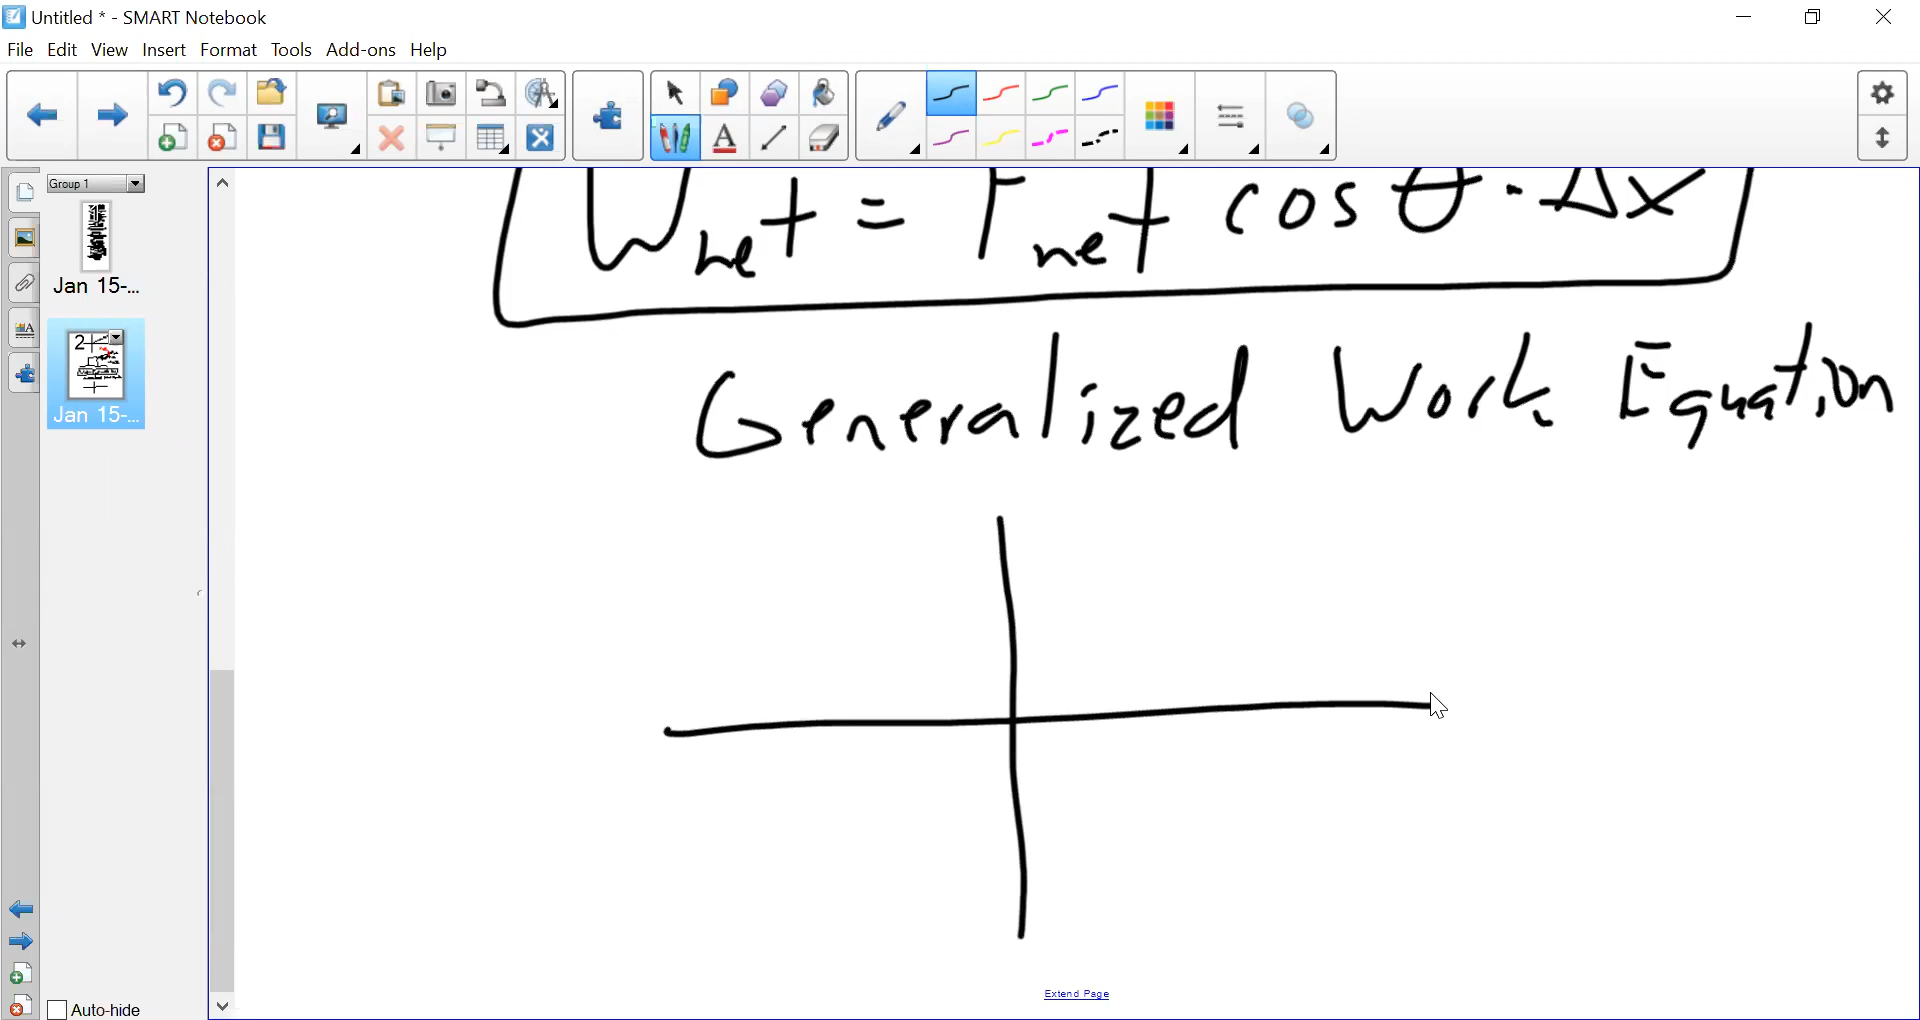 Untitled * - SMART Notebook
File Edit View Insert Format Tools Add-ons Help
Group 1
Jan 15-...
2
Jan 15-...
Auto-hide
Wnet = Fnet cos θ · Δx
Generalized Work Equation
Extend Page